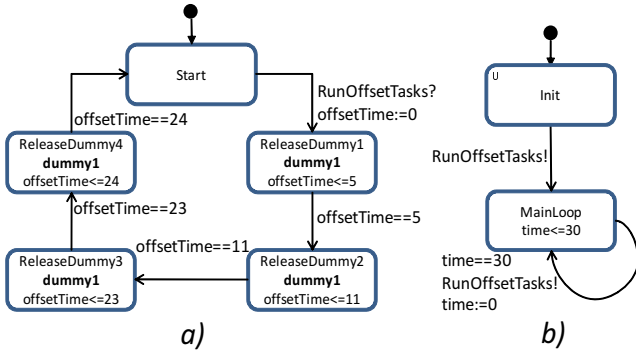 Start
RunOffsetTasks?
offsetTime:=0
offsetTime==24
ReleaseDummy4
dummy1
offsetTime<=24
ReleaseDummy1
dummy1
offsetTime<=5
offsetTime==23
offsetTime==5
offsetTime==11
ReleaseDummy3
dummy1
offsetTime<=23
ReleaseDummy2
dummy1
offsetTime<=11
a)
U
Init
RunOffsetTasks!
MainLoop
time<=30
time==30
RunOffsetTasks!
time:=0
b)